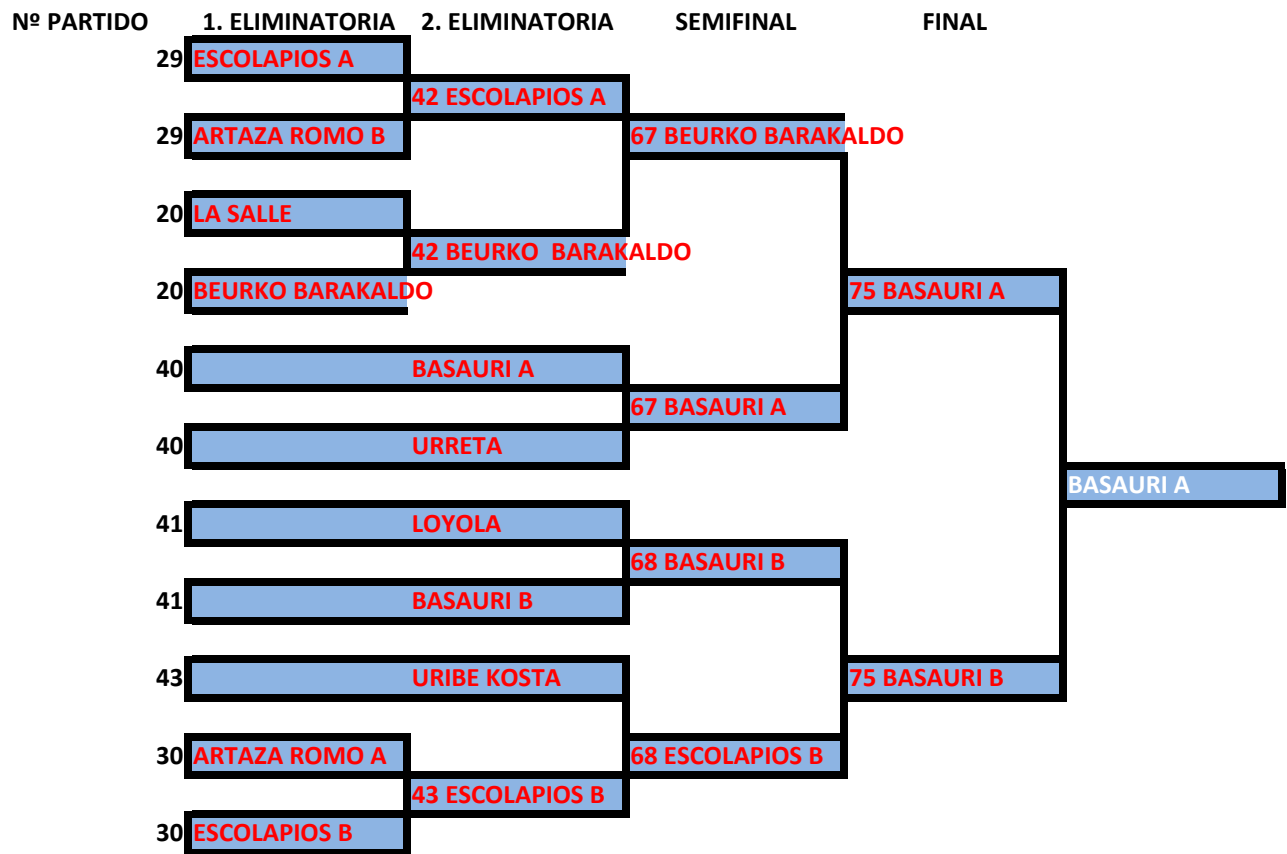 Nº PARTIDO 1. ELIMINATORIA 2. ELIMINATORIA SEMIFINAL FINAL
29 ESCOLAPIOS A
42 ESCOLAPIOS A
29 ARTAZA ROMO B 67 BEURKO BARAKALDO
20 LA SALLE
42 BEURKO  BARAKALDO
20 BEURKO BARAKALDO 75 BASAURI A
40 BASAURI A
67 BASAURI A
40 URRETA
BASAURI A
41 LOYOLA
68 BASAURI B
41 BASAURI B
43 URIBE KOSTA 75 BASAURI B
30 ARTAZA ROMO A 68 ESCOLAPIOS B
43 ESCOLAPIOS B
30 ESCOLAPIOS B